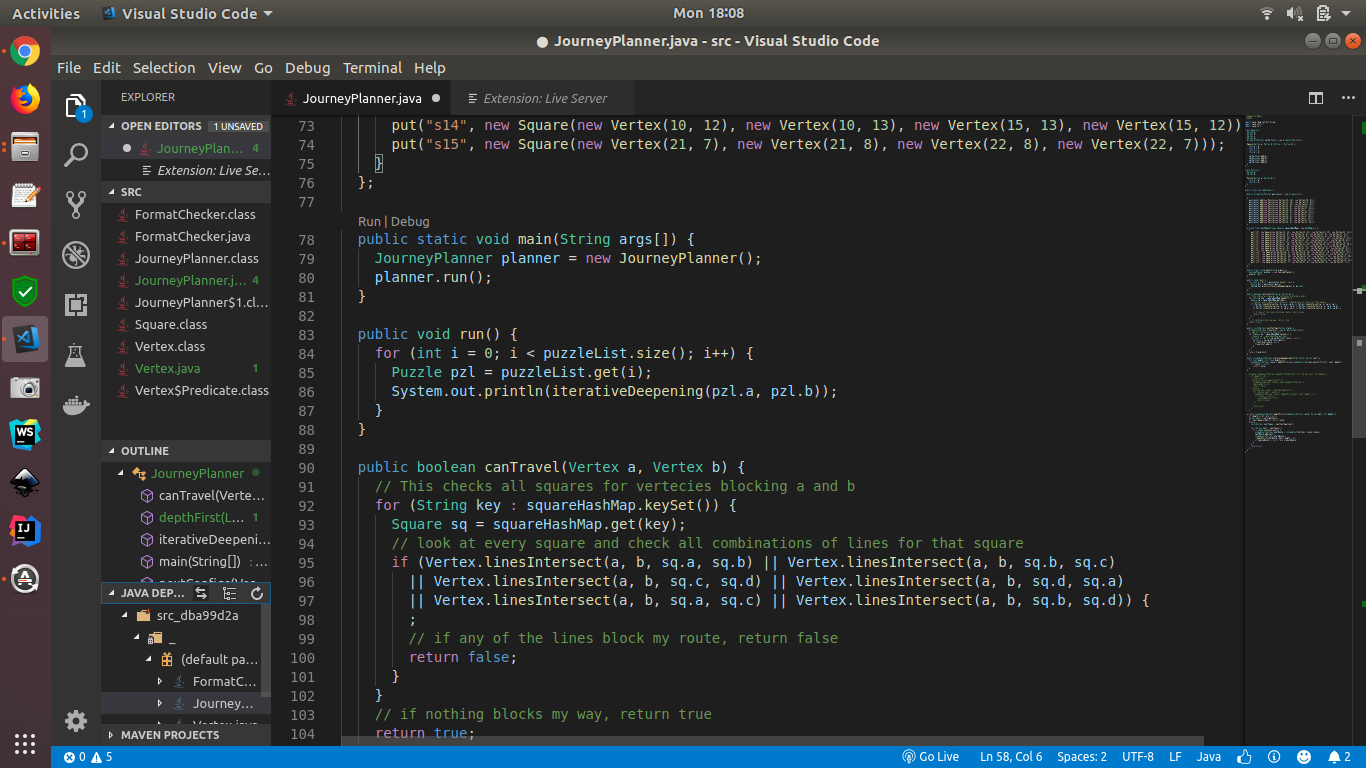 Activities
Visual Studio Code
Mon 18:08
● JourneyPlanner.java - src - Visual Studio Code
File Edit Selection View Go Debug Terminal Help
1
EXPLORER
OPEN EDITORS 1 UNSAVED
JourneyPlan... 4
Extension: Live Se...
SRC
FormatChecker.class
FormatChecker.java
JourneyPlanner.class
JourneyPlanner.j... 4
JourneyPlanner$1.cl...
Square.class
Vertex.class
Vertex.java 1
Vertex$Predicate.class
OUTLINE
JourneyPlanner
canTravel(Verte...
depthFirst(L... 1
iterativeDeepeni...
main(String[]) : ...
JAVA DEP...
src_dba99d2a
_
(default pa...
FormatC...
Journey...
Vertex.java
MAVEN PROJECTS
JourneyPlanner.java ●
Extension: Live Server
73 put("s14", new Square(new Vertex(10, 12), new Vertex(10, 13), new Vertex(15, 13), new Vertex(15, 12))
74 put("s15", new Square(new Vertex(21, 7), new Vertex(21, 8), new Vertex(22, 8), new Vertex(22, 7)));
75 }
76 };
77
Run | Debug
78 public static void main(String args[]) {
79 JourneyPlanner planner = new JourneyPlanner();
80 planner.run();
81 }
82
83 public void run() {
84 for (int i = 0; i < puzzleList.size(); i++) {
85 Puzzle pzl = puzzleList.get(i);
86 System.out.println(iterativeDeepening(pzl.a, pzl.b));
87 }
88 }
89
90 public boolean canTravel(Vertex a, Vertex b) {
91 // This checks all squares for vertecies blocking a and b
92 for (String key : squareHashMap.keySet()) {
93 Square sq = squareHashMap.get(key);
94 // look at every square and check all combinations of lines for that square
95 if (Vertex.linesIntersect(a, b, sq.a, sq.b) || Vertex.linesIntersect(a, b, sq.b, sq.c)
96 || Vertex.linesIntersect(a, b, sq.c, sq.d) || Vertex.linesIntersect(a, b, sq.d, sq.a)
97 || Vertex.linesIntersect(a, b, sq.a, sq.c) || Vertex.linesIntersect(a, b, sq.b, sq.d)) {
98 ;
99 // if any of the lines block my route, return false
100 return false;
101 }
102 }
103 // if nothing blocks my way, return true
104 return true;
WS
IJ
0 5
Go Live
Ln 58, Col 6
Spaces: 2
UTF-8
LF
Java
2